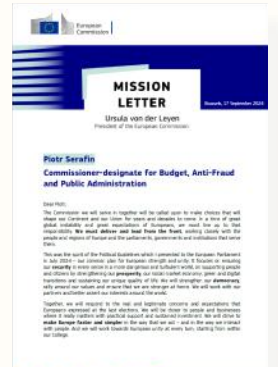 European
Commission
MISSION
LETTER
Brussels, 17 September 2024
Ursula von der Leyen
President of the European Commission
Piotr Serafin
Commissioner-designate for Budget, Anti-Fraud
and Public Administration
Dear Piotr,
The Commission we will serve in together will be called upon to make choices that will
shape our Continent and our Union for years and decades to come. In a time of great
global instability and great expectations of Europeans, we must live up to that
responsibility. We must deliver and lead from the front, working closely with the
people and regions of Europe and the parliaments, governments and institutions that serve
them.
This was the spirit of the Political Guidelines which I presented to the European Parliament
in July 2024 – our common plan for European strength and unity. It focuses on ensuring
our security in every sense in a more dangerous and turbulent world, on supporting people
and citizens by strengthening our prosperity, our social market economy, green and digital
transitions and sustaining our unique quality of life. We will strengthen our democracy,
rally around our values and ensure that we are stronger at home. We will work with our
partners and better assert our interests around the world.
Together, we will respond to the real and legitimate concerns and expectations that
Europeans expressed at the last elections. We will be closer to people and businesses
where it really matters with practical support and sustained investment. We will strive to
make Europe faster and simpler in the way that we act – and in the way we interact
with people. And we will work towards European unity at every turn, starting from within
our College.